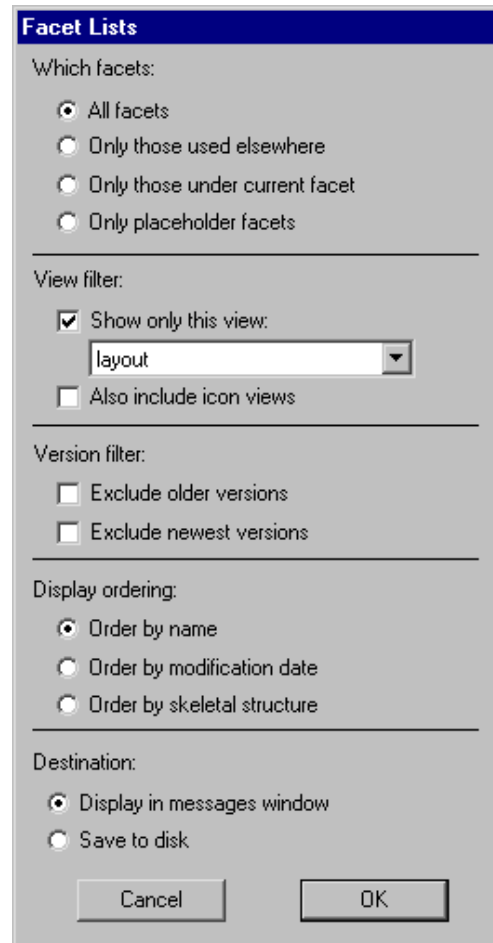 Facet Lists
Which facets:
All facets
Only those used elsewhere
Only those under current facet
Only placeholder facets
View filter:
Show only this view:
layout
Also include icon views
Version filter:
Exclude older versions
Exclude newest versions
Display ordering:
Order by name
Order by modification date
Order by skeletal structure
Destination:
Display in messages window
Save to disk
Cancel OK